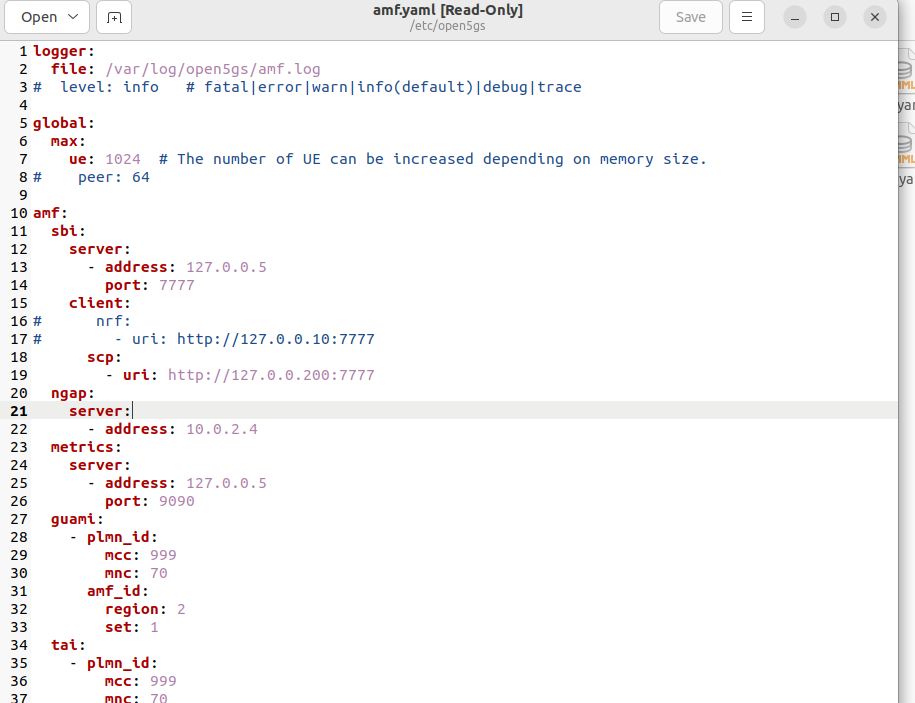 Open
amf.yaml [Read-Only]
/etc/open5gs
Save
1 logger:
2   file: /var/log/open5gs/amf.log
3 #  level: info   # fatal|error|warn|info(default)|debug|trace
4
5 global:
6   max:
7     ue: 1024  # The number of UE can be increased depending on memory size.
8 #    peer: 64
9
10 amf:
11   sbi:
12     server:
13       - address: 127.0.0.5
14         port: 7777
15     client:
16 #      nrf:
17 #        - uri: http://127.0.0.10:7777
18       scp:
19         - uri: http://127.0.0.200:7777
20   ngap:
21     server:
22       - address: 10.0.2.4
23   metrics:
24     server:
25       - address: 127.0.0.5
26         port: 9090
27   guami:
28     - plmn_id:
29         mcc: 999
30         mnc: 70
31       amf_id:
32         region: 2
33         set: 1
34   tai:
35     - plmn_id:
36         mcc: 999
37         mnc: 70